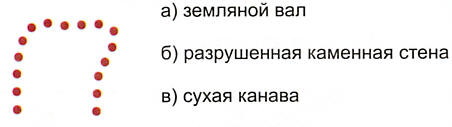 а) земляной вал
б) разрушенная каменная стена
в) сухая канава